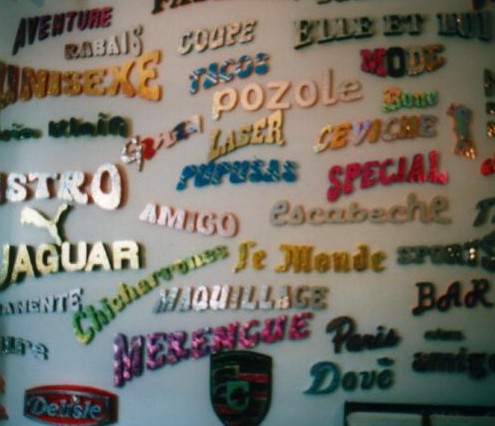 AVENTURE
RABAIS
COUPE
ELLE ET LUI
UNISEXE
TACOS
MODE
pozole
LASER
CEVICHE
PUPUSAS
SPECIAL
AMIGO
escabeche
JAGUAR
Chicharrones
Le Monde
SPORTS
MAQUILLAGE
BAR
MERENGUE
Paris
amigo
Dove
Delisle